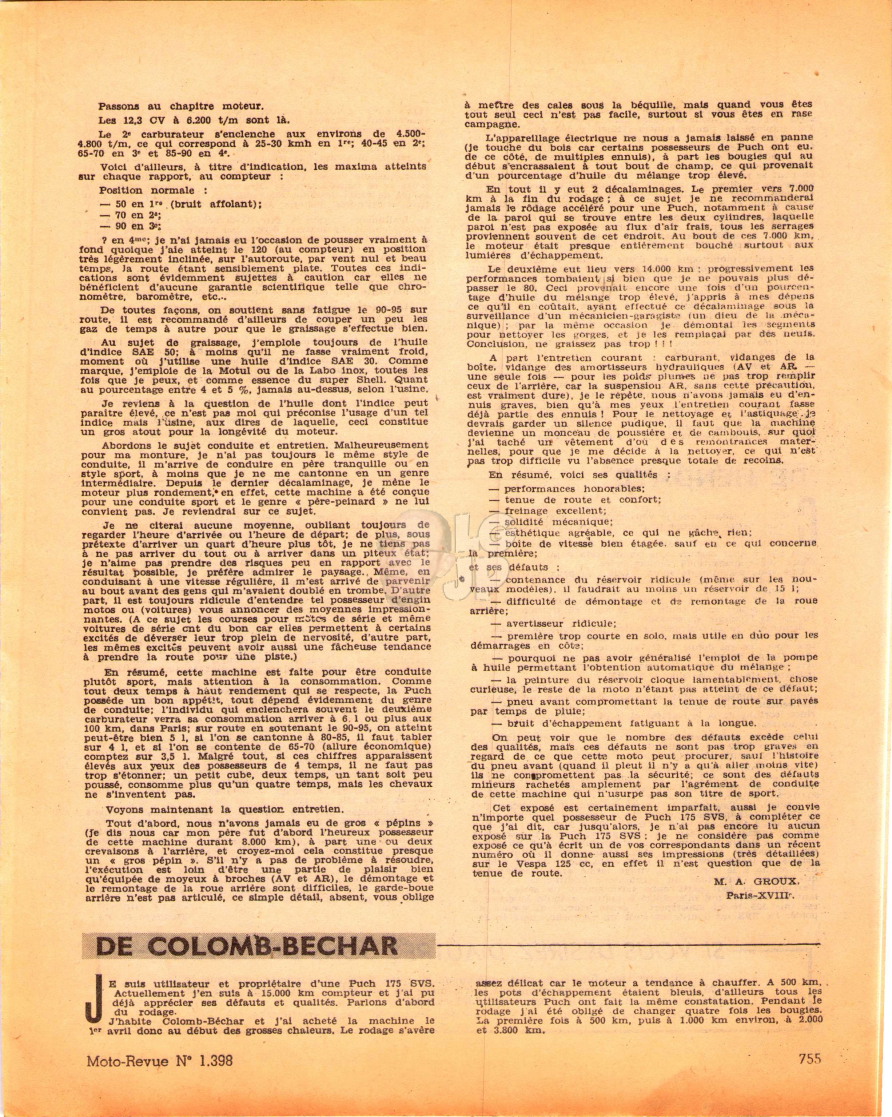 Passons au chapitre moteur.
Les 12,3 CV à 6.200 t/m sont là.
Le 2e carburateur s'enclenche aux environs de 4.500-
4.800 t/m, ce qui correspond à 25-30 kmh en 1re; 40-45 en 2e;
65-70 en 3e et 85-90 en 4e.
Voici d'ailleurs, à titre d'indication, les maxima atteints
sur chaque rapport, au compteur :
Position normale :
— 50 en 1re (bruit affolant);
— 70 en 2e;
— 90 en 3e;
? en 4me; je n'ai jamais eu l'occasion de pousser vraiment à
fond quoique j'aie atteint le 120 (au compteur) en position
très légèrement inclinée, sur l'autoroute, par vent nul et beau
temps, la route étant sensiblement plate. Toutes ces indi-
cations sont évidemment sujettes à caution car elles ne
bénéficient d'aucune garantie scientifique telle que chro-
nomètre, baromètre, etc...
De toutes façons, on soutient sans fatigue le 90-95 sur
route, il est recommandé d'ailleurs de couper un peu les
gaz de temps à autre pour que le graissage s'effectue bien.
Au sujet de graissage, j'emploie toujours de l'huile
d'indice SAE 50; à moins qu'il ne fasse vraiment froid,
moment où j'utilise une huile d'indice SAE 30. Comme
marque, j'emploie de la Motul ou de la Labo inox, toutes les
fois que je peux, et comme essence du super Shell. Quant
au pourcentage entre 4 et 5 %, jamais au-dessus, selon l'usine.
Je reviens à la question de l'huile dont l'indice peut
paraître élevé, ce n'est pas moi qui préconise l'usage d'un tel
indice mais l'usine, aux dires de laquelle, ceci constitue
un gros atout pour la longévité du moteur.
Abordons le sujet conduite et entretien. Malheureusement
pour ma monture, je n'ai pas toujours le même style de
conduite, il m'arrive de conduire en père tranquille ou en
style sport, à moins que je ne me cantonne en un genre
intermédiaire. Depuis le dernier décalaminage, je mène le
moteur plus rondement, en effet, cette machine a été conçue
pour une conduite sport et le genre « père-peinard » ne lui
convient pas. Je reviendrai sur ce sujet.
Je ne citerai aucune moyenne, oubliant toujours de
regarder l'heure d'arrivée ou l'heure de départ; de plus, sous
prétexte d'arriver un quart d'heure plus tôt, je ne tiens pas
à ne pas arriver du tout ou à arriver dans un piteux état;
je n'aime pas prendre des risques peu en rapport avec le
résultat possible, je préfère admirer le paysage. Même, en
conduisant à une vitesse régulière, il m'est arrivé de parvenir
au bout avant des gens qui m'avaient doublé en trombe. D'autre
part, il est toujours ridicule d'entendre tel possesseur d'engin
motos ou (voitures) vous annoncer des moyennes impression-
nantes. (A ce sujet les courses pour motos de série et même
voitures de série ont du bon car elles permettent à certains
excités de déverser leur trop plein de nervosité, d'autre part,
les mêmes excités peuvent avoir aussi une fâcheuse tendance
à prendre la route pour une piste.)
En résumé, cette machine est faite pour être conduite
plutôt sport, mais attention à la consommation. Comme
tout deux temps à haut rendement qui se respecte, la Puch
possède un bon appétit, tout dépend évidemment du genre
de conduite; l'individu qui enclenchera souvent le deuxième
carburateur verra sa consommation arriver à 6 l ou plus aux
100 km, dans Paris; sur route en soutenant le 90-95, on atteint
peut-être bien 5 l, si l'on se cantonne à 80-85, il faut tabler
sur 4 l, et si l'on se contente de 65-70 (allure économique)
comptez sur 3,5 l. Malgré tout, si ces chiffres apparaissent
élevés aux yeux des possesseurs de 4 temps, il ne faut pas
trop s'étonner; un petit cube, deux temps, un tant soit peu
poussé, consomme plus qu'un quatre temps, mais les chevaux
ne s'inventent pas.
Voyons maintenant la question entretien.
Tout d'abord, nous n'avons jamais eu de gros « pépins »
(je dis nous car mon père fut d'abord l'heureux possesseur
de cette machine durant 8.000 km), à part une ou deux
crevaisons à l'arrière, et croyez-moi cela constitue presque
un « gros pépin ». S'il n'y a pas de problème à résoudre,
l'exécution est loin d'être une partie de plaisir bien
qu'équipée de moyeux à broches (AV et AR), le démontage et
le remontage de la roue arrière sont difficiles, le garde-boue
arrière n'est pas articulé, ce simple détail, absent, vous oblige
à mettre des cales sous la béquille, mais quand vous êtes
tout seul ceci n'est pas facile, surtout si vous êtes en rase
campagne.
L'appareillage électrique ne nous a jamais laissé en panne
(je touche du bois car certains possesseurs de Puch ont eu,
de ce côté, de multiples ennuis), à part les bougies qui au
début s'encrassaient à tout bout de champ, ce qui provenait
d'un pourcentage d'huile du mélange trop élevé.
En tout il y eut 2 décalaminages. Le premier vers 7.000
km à la fin du rodage; à ce sujet je ne recommanderai
jamais le rôdage accéléré pour une Puch, notamment à cause
de la paroi qui se trouve entre les deux cylindres, laquelle
paroi n'est pas exposée au flux d'air frais, tous les serrages
proviennent souvent de cet endroit. Au bout de ces 7.000 km,
le moteur était presque entièrement bouché surtout aux
lumières d'échappement.
Le deuxième eut lieu vers 14.000 km : progressivement les
performances tombaient si bien que je ne pouvais plus dé-
passer le 80. Ceci provenait encore une fois d'un pourcen-
tage d'huile du mélange trop élevé, j'appris à mes dépens
ce qu'il en coûtait, ayant effectué ce décalaminage sous la
surveillance d'un mécanicien-garagiste (un dieu de la méca-
nique) ; par la même occasion je démontai les segments
pour nettoyer les gorges, et je les remplaçai par des neufs.
Conclusion, ne graissez pas trop ! ! !
A part l'entretien courant : carburant, vidanges de la
boîte, vidange des amortisseurs hydrauliques (AV et AR —
une seule fois — pour les poids plumes ne pas trop remplir
ceux de l'arrière, car la suspension AR, sans cette précaution,
est vraiment dure), je le répète, nous n'avons jamais eu d'en-
nuis graves, bien qu'à mes yeux l'entretien courant fasse
déjà partie des ennuis ! Pour le nettoyage et l'astiquage je
devrais garder un silence pudique, il faut que la machine
devienne un monceau de poussière et de cambouis, sur quoi
j'ai taché un vêtement d'où des remontrances mater-
nelles, pour que je me décide à la nettoyer, ce qui n'est
pas trop difficile vu l'absence presque totale de recoins.
En résumé, voici ses qualités :
— performances honorables;
— tenue de route et confort;
— freinage excellent;
— solidité mécanique;
— esthétique agréable, ce qui ne gâche rien;
— boîte de vitesse bien étagée, sauf en ce qui concerne
la première;
et ses défauts :
— contenance du réservoir ridicule (même sur les nou-
veaux modèles), il faudrait au moins un réservoir de 15 l;
— difficulté de démontage et de remontage de la roue
arrière;
— avertisseur ridicule;
— première trop courte en solo, mais utile en duo pour les
démarrages en côte;
— pourquoi ne pas avoir généralisé l'emploi de la pompe
à huile permettant l'obtention automatique du mélange ;
— la peinture du réservoir cloque lamentablement, chose
curieuse, le reste de la moto n'étant pas atteint de ce défaut;
— pneu avant compromettant la tenue de route sur pavés
par temps de pluie;
— bruit d'échappement fatiguant à la longue.
On peut voir que le nombre des défauts excède celui
des qualités, mais ces défauts ne sont pas trop graves en
regard de ce que cette moto peut procurer, sauf l'histoire
du pneu avant (quand il pleut il n'y a qu'à aller moins vite)
ils ne compromettent pas la sécurité; ce sont des défauts
mineurs rachetés amplement par l'agrément de conduite
de cette machine qui n'usurpe pas son titre de sport.
Cet exposé est certainement imparfait, aussi je convie
n'importe quel possesseur de Puch 175 SVS, à compléter ce
que j'ai dit, car jusqu'alors, je n'ai pas encore lu aucun
exposé sur la Puch 175 SVS ; je ne considère pas comme
exposé ce qu'a écrit un de vos correspondants dans un récent
numéro où il donne aussi ses impressions (très détaillées)
sur le Vespa 125 cc, en effet il n'est question que de la
tenue de route.
M. A. GROUX.
Paris-XVIIIe.
DE COLOMB-BECHAR
JE suis utilisateur et propriétaire d'une Puch 175 SVS.
Actuellement j'en suis à 15.000 km compteur et j'ai pu
déjà apprécier ses défauts et qualités. Parlons d'abord
du rodage.
J'habite Colomb-Béchar et j'ai acheté la machine le
1er avril donc au début des grosses chaleurs. Le rodage s'avère
assez délicat car le moteur a tendance à chauffer. A 500 km,
les pots d'échappement étaient bleuis, d'ailleurs tous les
utilisateurs Puch ont fait la même constatation. Pendant le
rodage j'ai été obligé de changer quatre fois les bougies.
La première fois à 500 km, puis à 1.000 km environ, à 2.000
et 3.800 km.
Moto-Revue N° 1.398
755